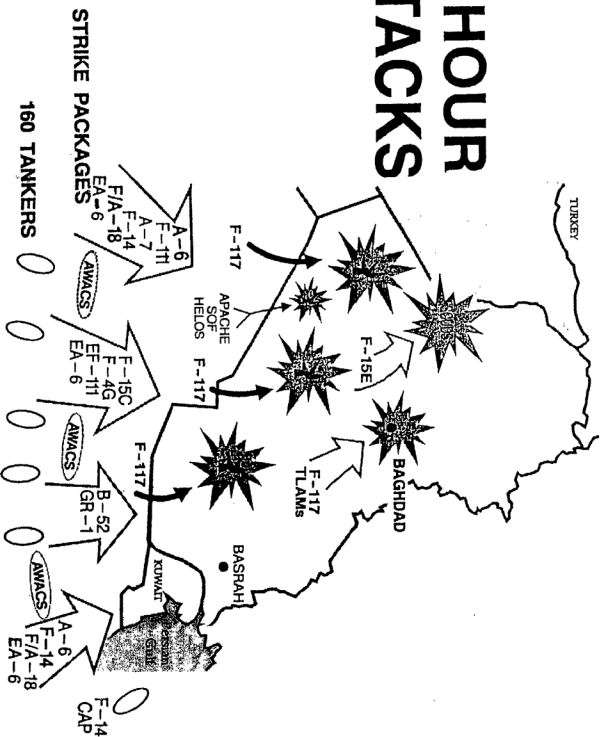 HOUR
TACKS
TURKEY
F-15E
BAGHDAD
F-117
TLAMs
F-117
APACHE
SOF
HELOS
F-117
F-117
BASRAH
KUWAIT
Persian
Gulf
STRIKE PACKAGES
A-6
F-111
A-7
F-14
F/A-18
EA-6
F-15C
F-4G
EF-111
EA-6
B-52
GR-1
A-6
F-14
F/A-18
EA-6
AWACS
AWACS
AWACS
160 TANKERS
F-14
CAP